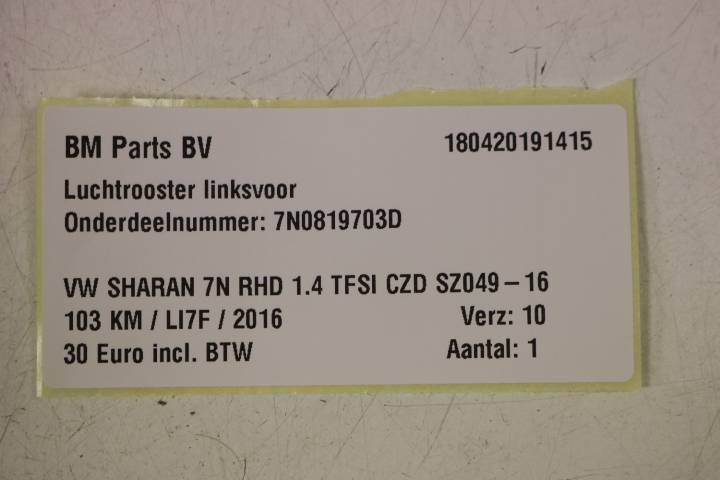 BM Parts BV 180420191415
Luchtrooster linksvoor
Onderdeelnummer: 7N0819703D
VW SHARAN 7N RHD 1.4 TFSI CZD SZ049-16
103 KM / LI7F / 2016 Verz: 10
30 Euro incl. BTW Aantal: 1